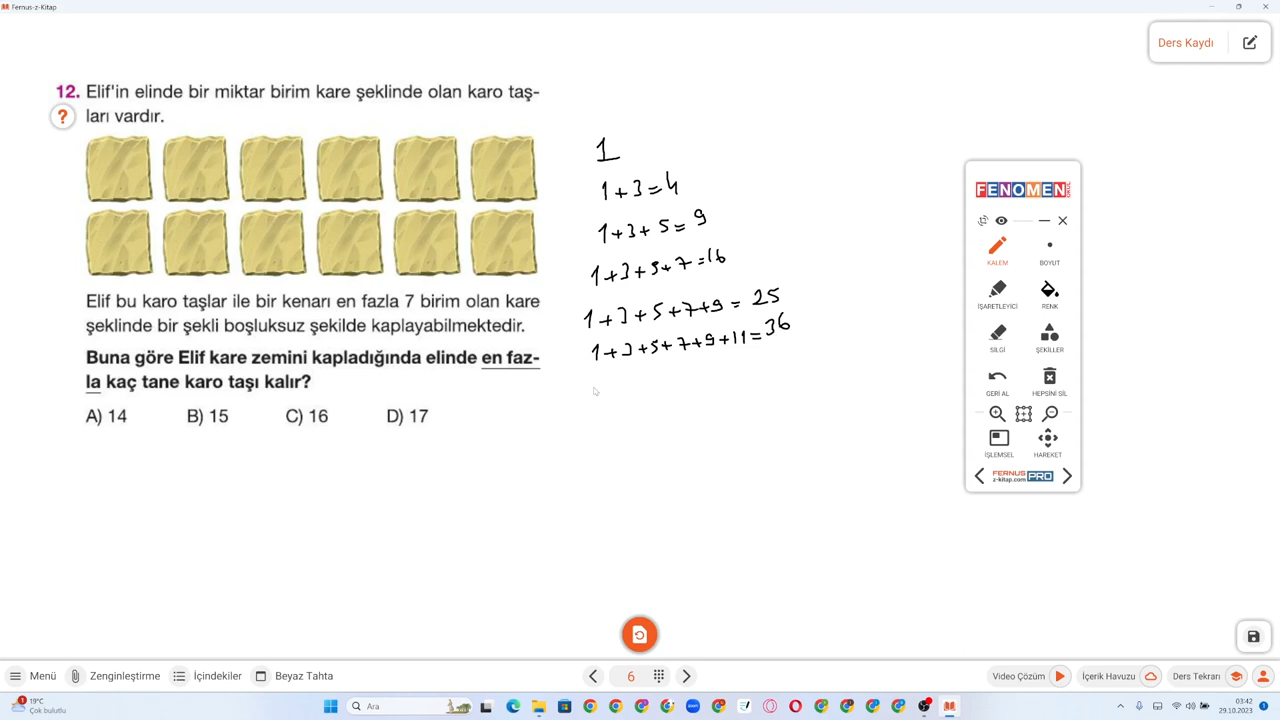 Fernus-z-Kitap
Ders Kaydı
12. Elif'in elinde bir miktar birim kare şeklinde olan karo taş-
ları vardır.
?
Elif bu karo taşlar ile bir kenarı en fazla 7 birim olan kare
şeklinde bir şekli boşluksuz şekilde kaplayabilmektedir.
Buna göre Elif kare zemini kapladığında elinde en faz-
la kaç tane karo taşı kalır?
A) 14 B) 15 C) 16 D) 17
1
1+3=4
1+3+5=9
1+3+5+7=16
1+3+5+7+9=25
1+3+5+7+9+11=36
FENOMEN
KALEM BOYUT
İŞARETLEYİCİ RENK
SİLGİ ŞEKİLLER
GERİ AL HEPSİNİ SİL
İŞLEMSEL HAREKET
FERNUS
z-kitap.com PRO
Menü Zenginleştirme İçindekiler Beyaz Tahta 6 Video Çözüm İçerik Havuzu Ders Tekrarı
1 19°C
Çok bulutlu
Ara
03:42
29.10.2023